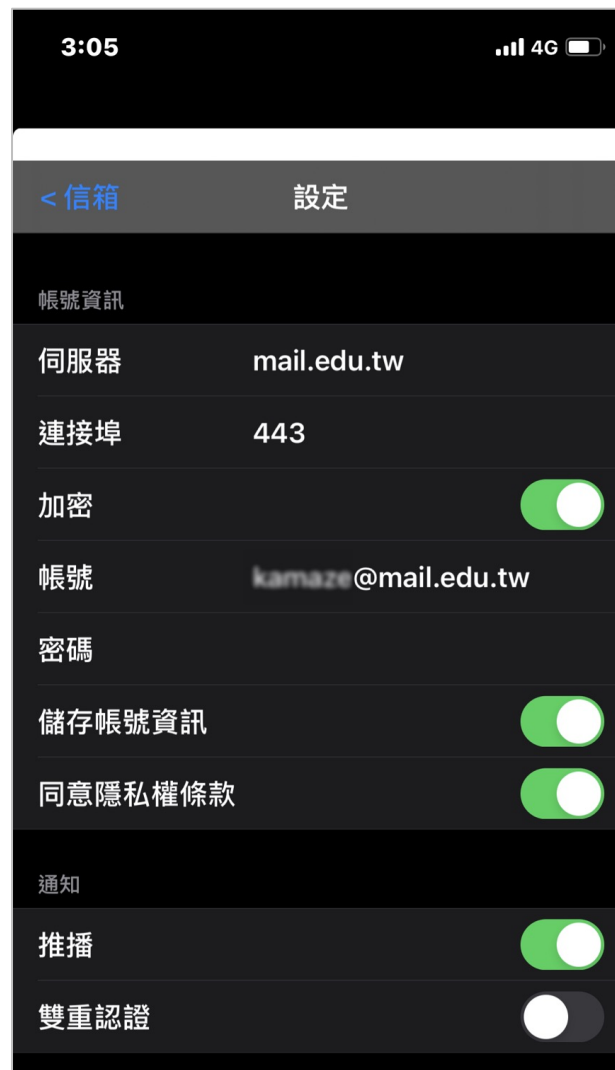 3:05 4G
<信箱 設定
帳號資訊
伺服器 mail.edu.tw
連接埠 443
加密
帳號 @mail.edu.tw
密碼
儲存帳號資訊
同意隱私權條款
通知
推播
雙重認證